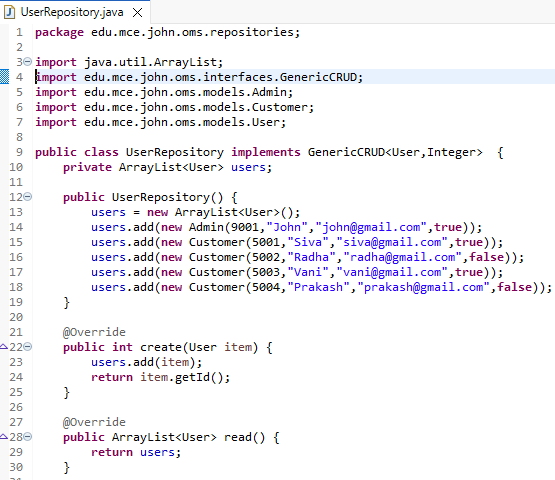 UserRepository.java
1 package edu.mce.john.oms.repositories;
2
3 import java.util.ArrayList;
4 import edu.mce.john.oms.interfaces.GenericCRUD;
5 import edu.mce.john.oms.models.Admin;
6 import edu.mce.john.oms.models.Customer;
7 import edu.mce.john.oms.models.User;
8
9 public class UserRepository implements GenericCRUD<User,Integer>  {
10     private ArrayList<User> users;
11
12     public UserRepository() {
13         users = new ArrayList<User>();
14         users.add(new Admin(9001,"John","john@gmail.com",true));
15         users.add(new Customer(5001,"Siva","siva@gmail.com",true));
16         users.add(new Customer(5002,"Radha","radha@gmail.com",false));
17         users.add(new Customer(5003,"Vani","vani@gmail.com",true));
18         users.add(new Customer(5004,"Prakash","prakash@gmail.com",false));
19     }
20
21     @Override
22     public int create(User item) {
23         users.add(item);
24         return item.getId();
25     }
26
27     @Override
28     public ArrayList<User> read() {
29         return users;
30     }